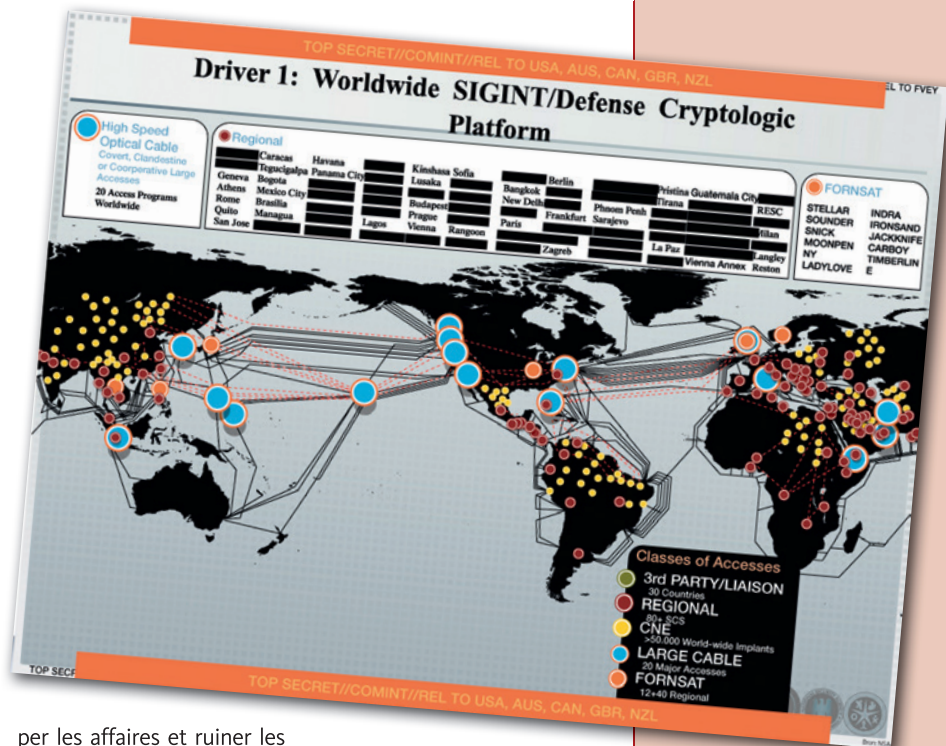 TOP SECRET//COMINT//REL TO USA, AUS, CAN, GBR, NZL
EL TO FVEY
Driver 1: Worldwide SIGINT/Defense Cryptologic
Platform
High Speed
Optical Cable
Covert, Clandestine
or Coorperative Large
Accesses
20 Access Programs
Worldwide
Regional
Caracas Havana Kinshasa Sofia Berlin Pristina Guatemala City
Tegucigalpa Panama City Lusaka Bangkok Tirana RESC
Geneva Bogota Budapest New Delhi Phnom Penh Milan
Athens Mexico City Prague Frankfurt Sarajevo
Rome Brasilia Lagos Vienna Rangoon Paris La Paz Langley
Quito Managua Zagreb Vienna Annex Reston
San Jose
FORNSAT
STELLAR INDRA
SOUNDER IRONSAND
SNICK JACKKNIFE
MOONPEN CARBOY
NY TIMBERLIN
LADYLOVE E
Classes of Accesses
3rd PARTY/LIAISON
30 Countries
REGIONAL
80+ SCS
CNE
>50.000 World-wide Implants
LARGE CABLE
20 Major Accesses
FORNSAT
12+40 Regional
TOP SECR
TOP SECRET//COMINT//REL TO USA, AUS, CAN, GBR, NZL
Bron: NSA
per les affaires et ruiner les